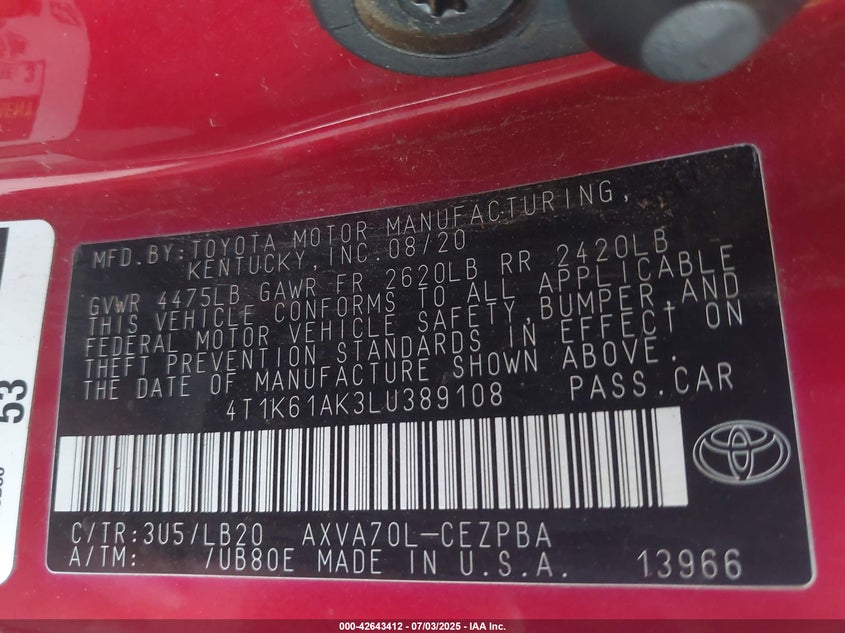 MFD. BY: TOYOTA MOTOR MANUFACTURING,
KENTUCKY, INC. 08/20
GVWR 4475LB GAWR FR 2620LB RR 2420LB
THIS VEHICLE CONFORMS TO ALL APPLICABLE
FEDERAL MOTOR VEHICLE SAFETY, BUMPER, AND
THEFT PREVENTION STANDARDS IN EFFECT ON
THE DATE OF MANUFACTURE SHOWN ABOVE.
4T1K61AK3LU389108 PASS.CAR
C/TR:3U5/LB20 AXVA70L-CEZPBA
A/TM: /UB80E MADE IN U.S.A. 13966
53
000-42643412 - 07/03/2025 - IAA Inc.